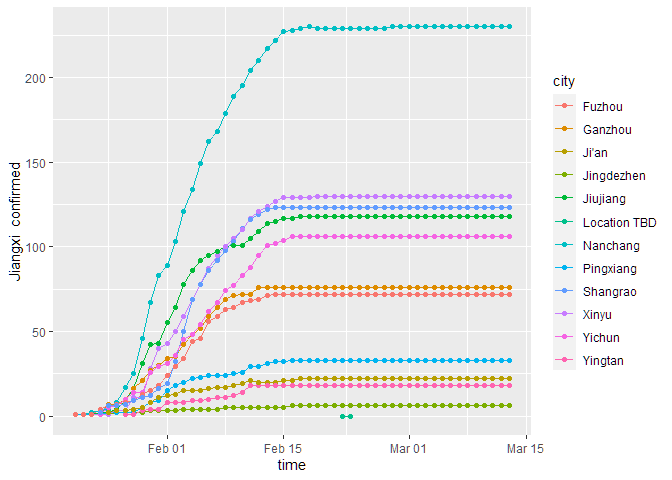 Jiangxi confirmed
200
150
100
50
0
Feb 01
Feb 15
Mar 01
Mar 15
time
city
Fuzhou
Ganzhou
Ji'an
Jingdezhen
Jiujiang
Location TBD
Nanchang
Pingxiang
Shangrao
Xinyu
Yichun
Yingtan